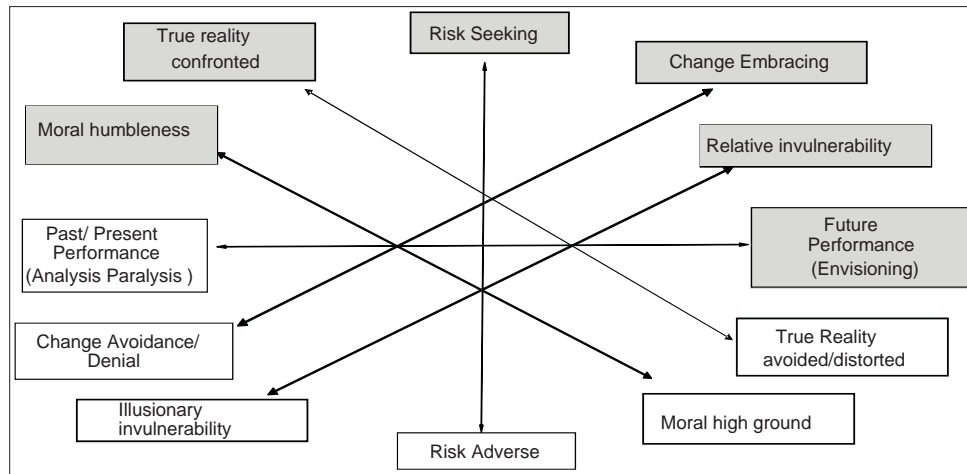 True reality
confronted
Risk Seeking
Change Embracing
Moral humbleness
Relative invulnerability
Past/ Present
Performance
(Analysis Paralysis )
Future
Performance
(Envisioning)
Change Avoidance/
Denial
True Reality
avoided/distorted
Illusionary
invulnerability
Moral high ground
Risk Adverse